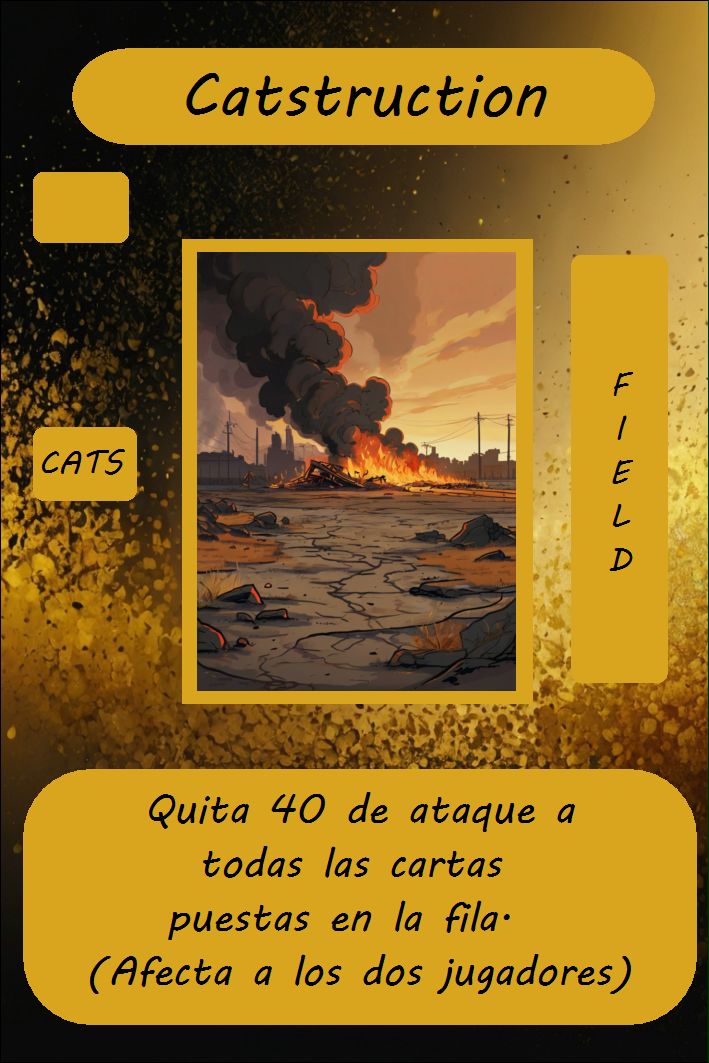 Catstruction
CATS
F
I
E
L
D
Quita 40 de ataque a
todas las cartas
puestas en la fila.
(Afecta a los dos jugadores)